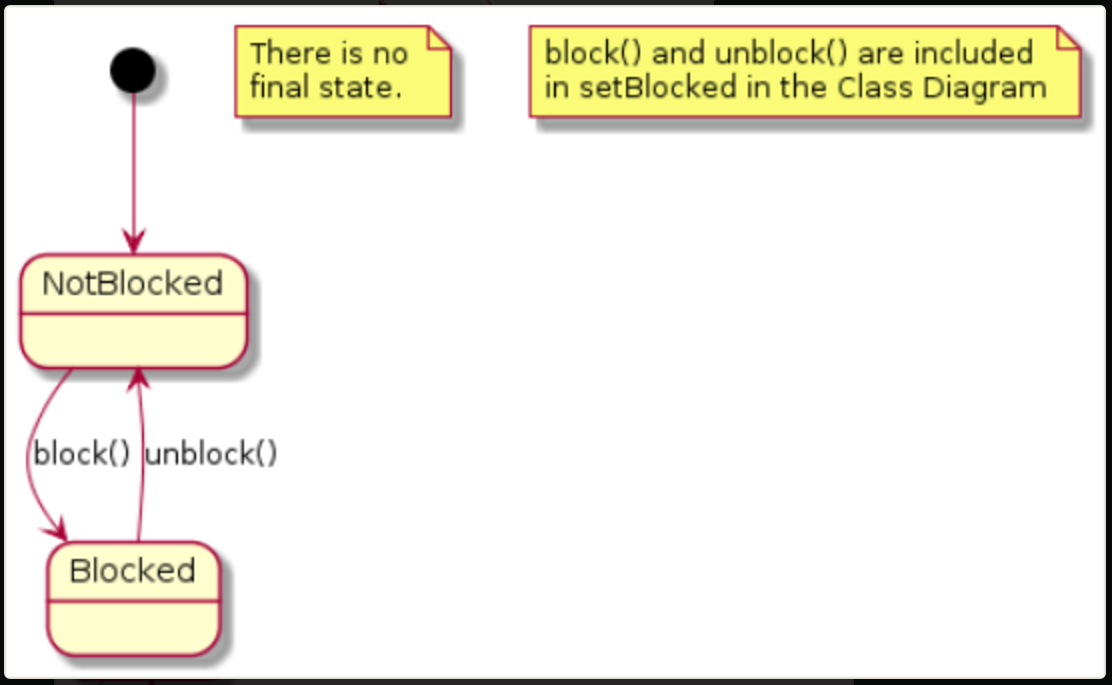 There is no
final state.
block() and unblock() are included
in setBlocked in the Class Diagram
NotBlocked
block()
unblock()
Blocked